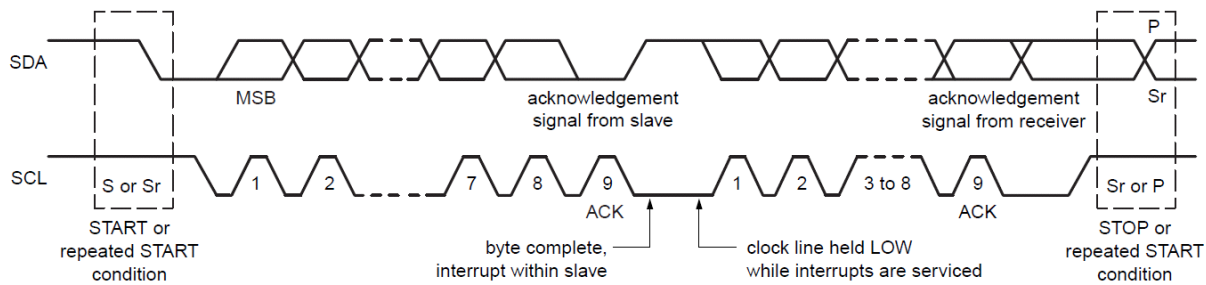 SDA
MSB
acknowledgement
signal from slave
acknowledgement
signal from receiver
P
Sr
SCL
S or Sr
1
2
7
8
9
1
2
3 to 8
9
Sr or P
ACK
ACK
START or
repeated START
condition
byte complete,
interrupt within slave
clock line held LOW
while interrupts are serviced
STOP or
repeated START
condition